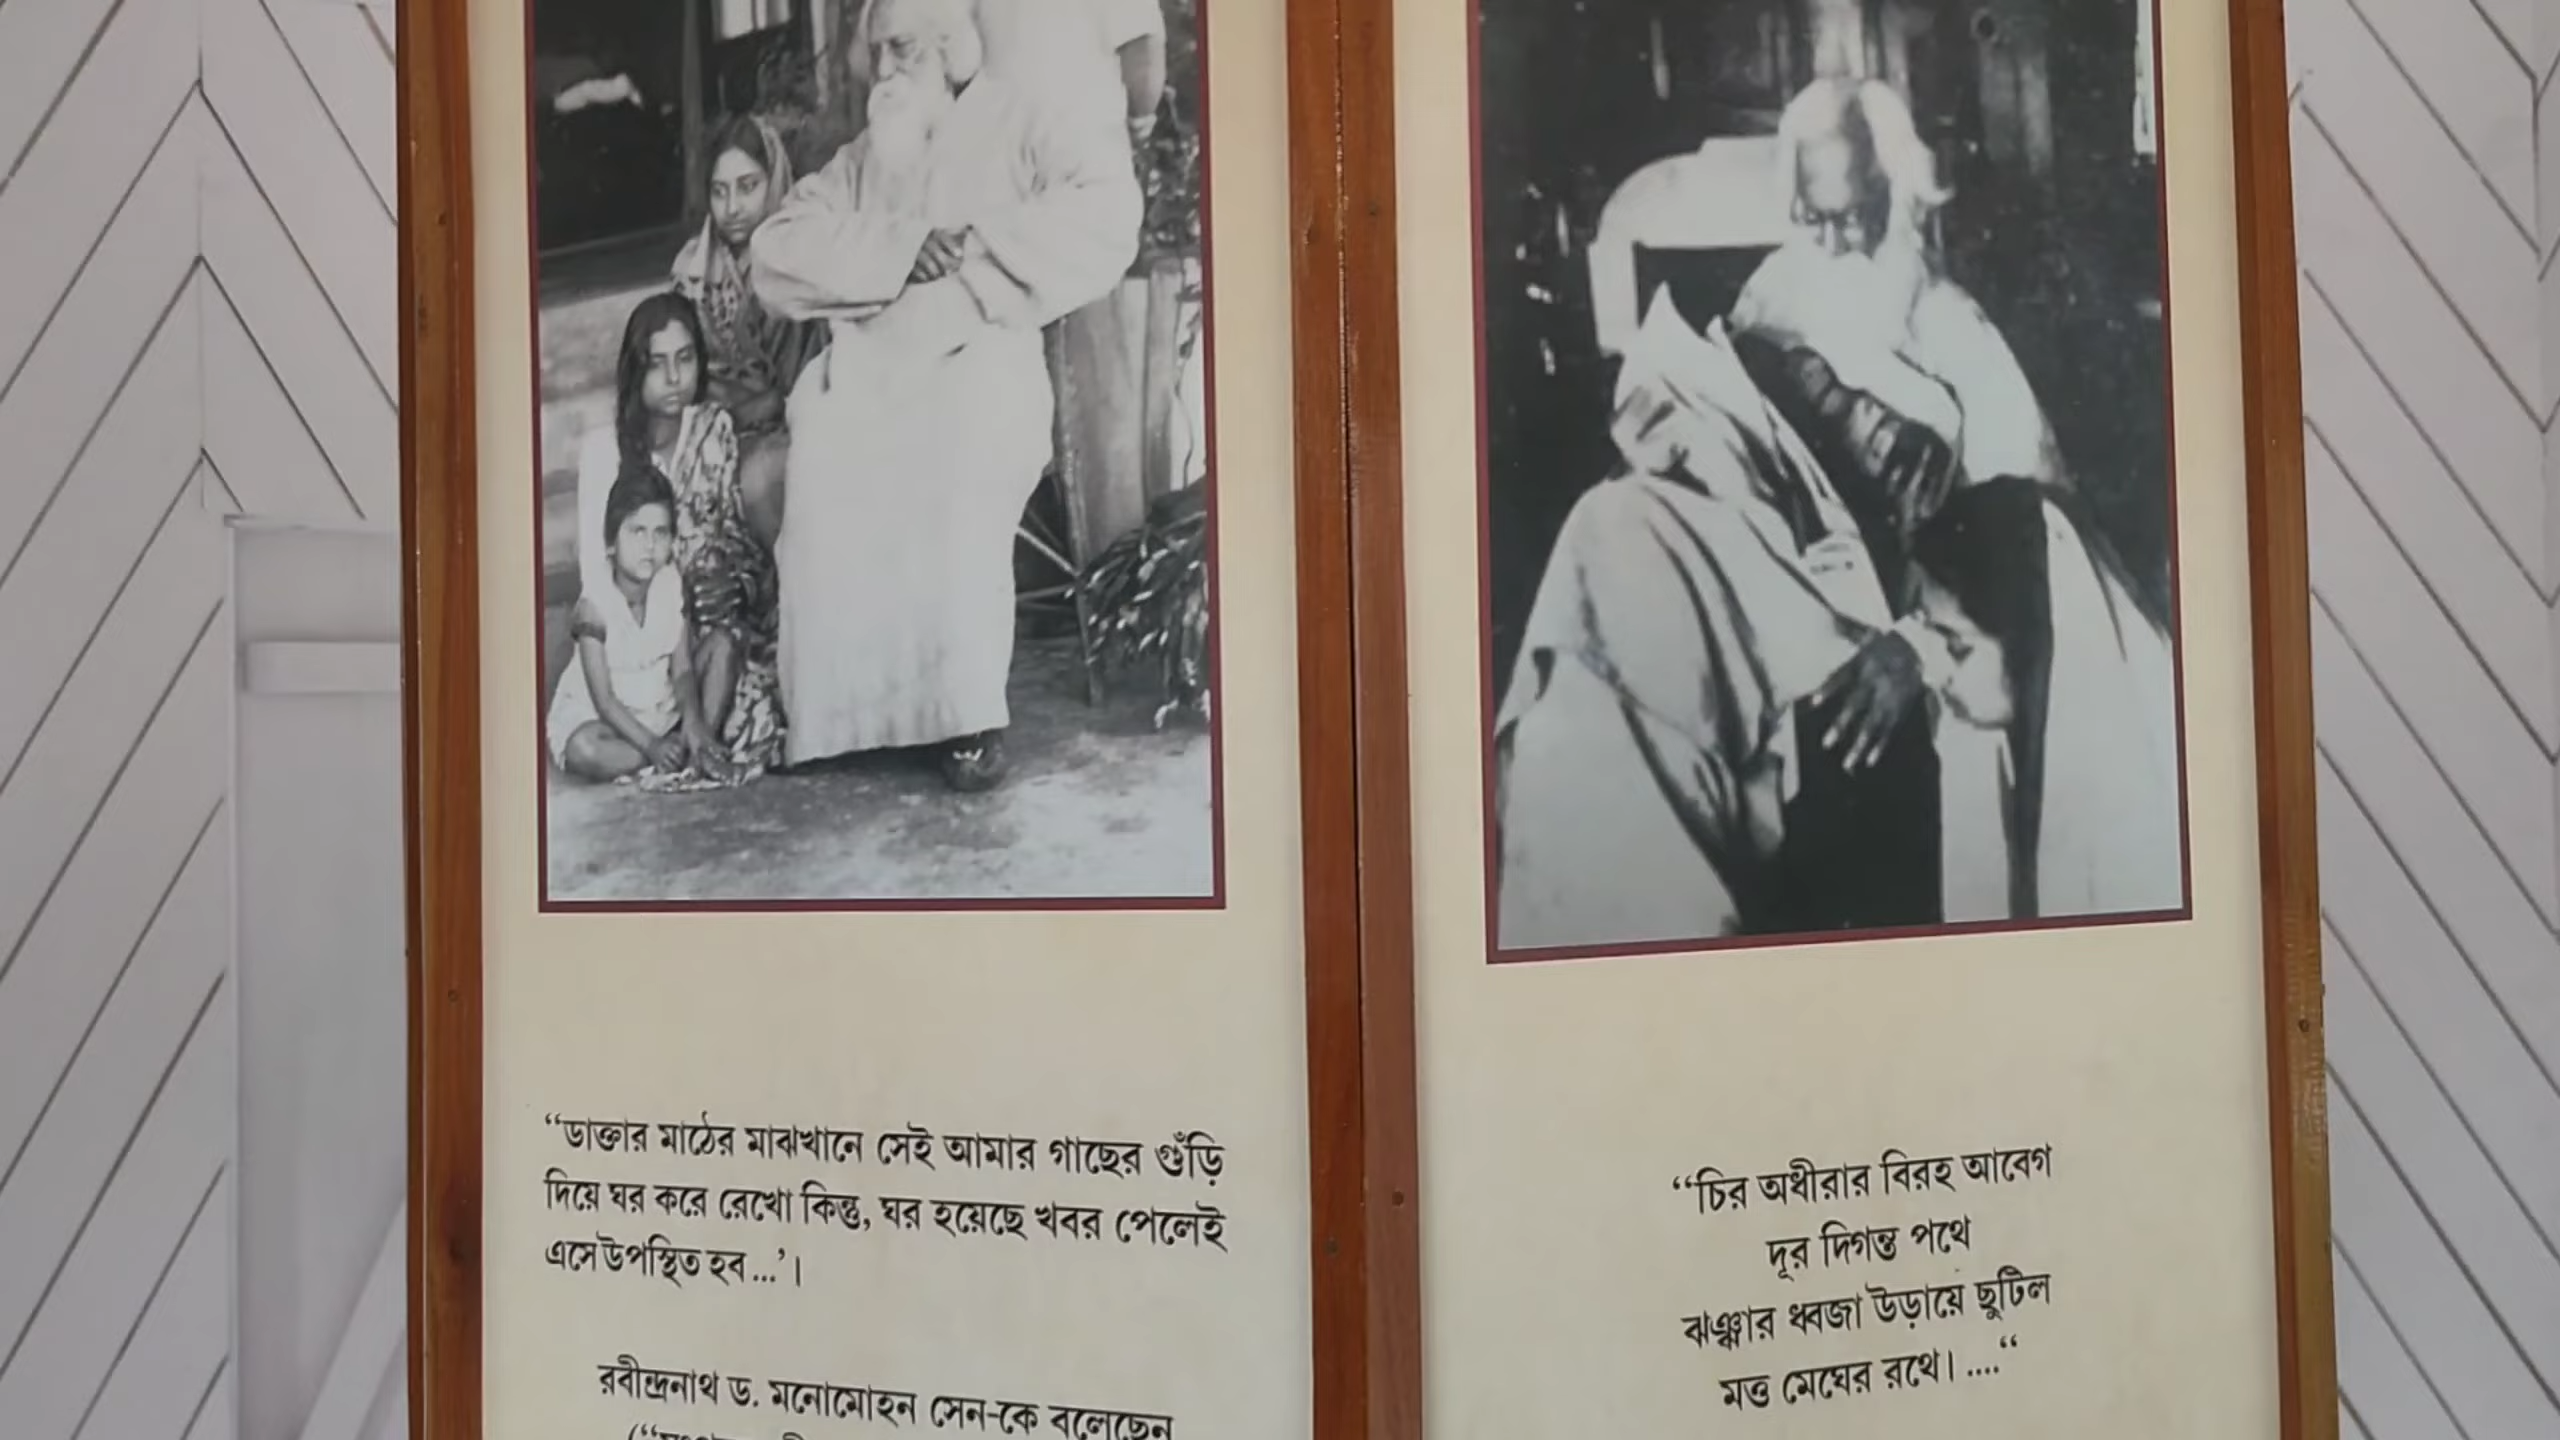 “ডাক্তার মাঠের মাঝখানে সেই আমার গাছের গুঁড়ি
দিয়ে ঘর করে রেখো কিন্তু, ঘর হয়েছে খবর পেলেই
এসে উপস্থিত হব...’।
রবীন্দ্রনাথ ড. মনোমোহন সেন-কে বলেছেন
“চির অধীরার বিরহ আবেগ
দূর দিগন্ত পথে
ঝঞ্ঝার ধ্বজা উড়ায়ে ছুটিল
মত্ত মেঘের রথে। ....“